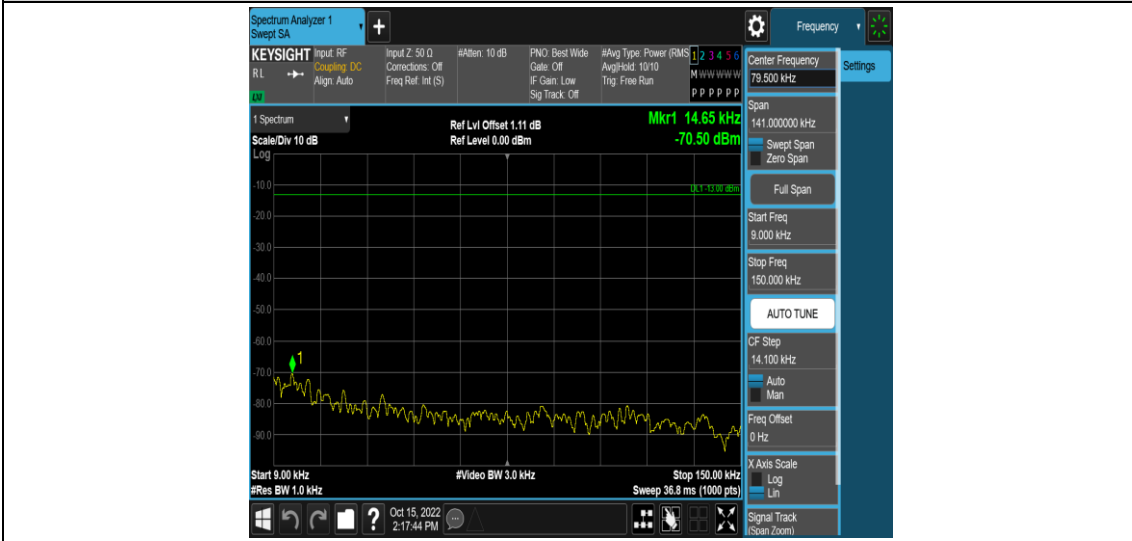 Spectrum Analyzer 1
Swept SA
+
Frequency
KEYSIGHT
RL
Input: RF
Coupling: DC
Align: Auto
Input Z: 50 Ω
Corrections: Off
Freq Ref: Int (S)
#Atten: 10 dB
PNO: Best Wide
Gate: Off
IF Gain: Low
Sig Track: Off
#Avg Type: Power (RMS
Avg|Hold: 10/10
Trig: Free Run
1 2 3 4 5 6
M W W W W W
P P P P P P
1 Spectrum
Scale/Div 10 dB
Log
Ref Lvl Offset 1.11 dB
Ref Level 0.00 dBm
Mkr1 14.65 kHz
-70.50 dBm
DL1 -13.00 dBm
-10.0
-20.0
-30.0
-40.0
-50.0
-60.0
-70.0
-80.0
-90.0
1
Start 9.00 kHz
#Res BW 1.0 kHz
#Video BW 3.0 kHz
Stop 150.00 kHz
Sweep 36.8 ms (1000 pts)
Center Frequency
79.500 kHz
Settings
Span
141.000000 kHz
Swept Span
Zero Span
Full Span
Start Freq
9.000 kHz
Stop Freq
150.000 kHz
AUTO TUNE
CF Step
14.100 kHz
Auto
Man
Freq Offset
0 Hz
X Axis Scale
Log
Lin
Signal Track
(Span Zoom)
?
Oct 15, 2022
2:17:44 PM